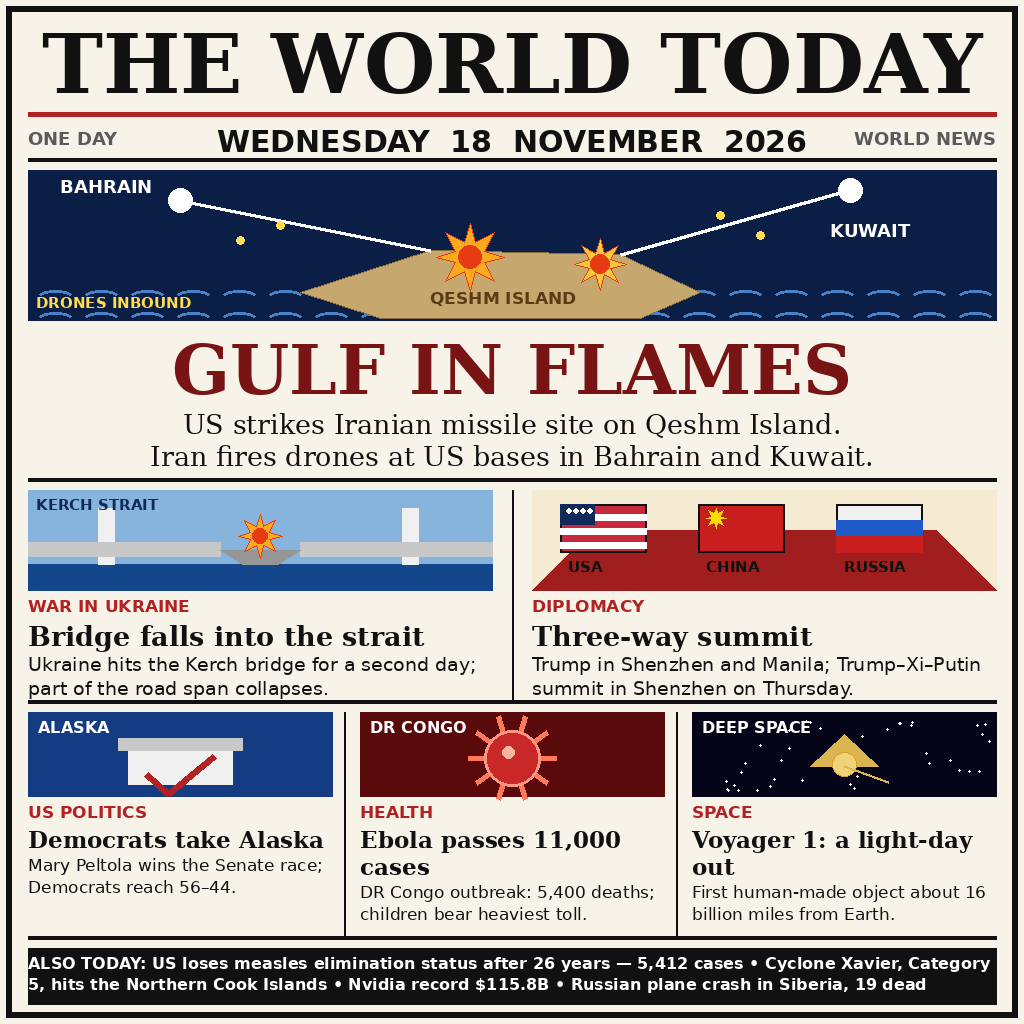 THE WORLD TODAY
ONE DAY
WEDNESDAY 18 NOVEMBER 2026
WORLD NEWS
BAHRAIN
KUWAIT
DRONES INBOUND
QESHM ISLAND
GULF IN FLAMES
US strikes Iranian missile site on Qeshm Island.
Iran fires drones at US bases in Bahrain and Kuwait.
KERCH STRAIT
WAR IN UKRAINE
Bridge falls into the strait
Ukraine hits the Kerch bridge for a second day;
part of the road span collapses.
USA
CHINA
RUSSIA
DIPLOMACY
Three-way summit
Trump in Shenzhen and Manila; Trump–Xi–Putin
summit in Shenzhen on Thursday.
ALASKA
US POLITICS
Democrats take Alaska
Mary Peltola wins the Senate race;
Democrats reach 56–44.
DR CONGO
HEALTH
Ebola passes 11,000
cases
DR Congo outbreak: 5,400 deaths;
children bear heaviest toll.
DEEP SPACE
SPACE
Voyager 1: a light-day
out
First human-made object about 16
billion miles from Earth.
ALSO TODAY: US loses measles elimination status after 26 years — 5,412 cases • Cyclone Xavier, Category
5, hits the Northern Cook Islands • Nvidia record $115.8B • Russian plane crash in Siberia, 19 dead